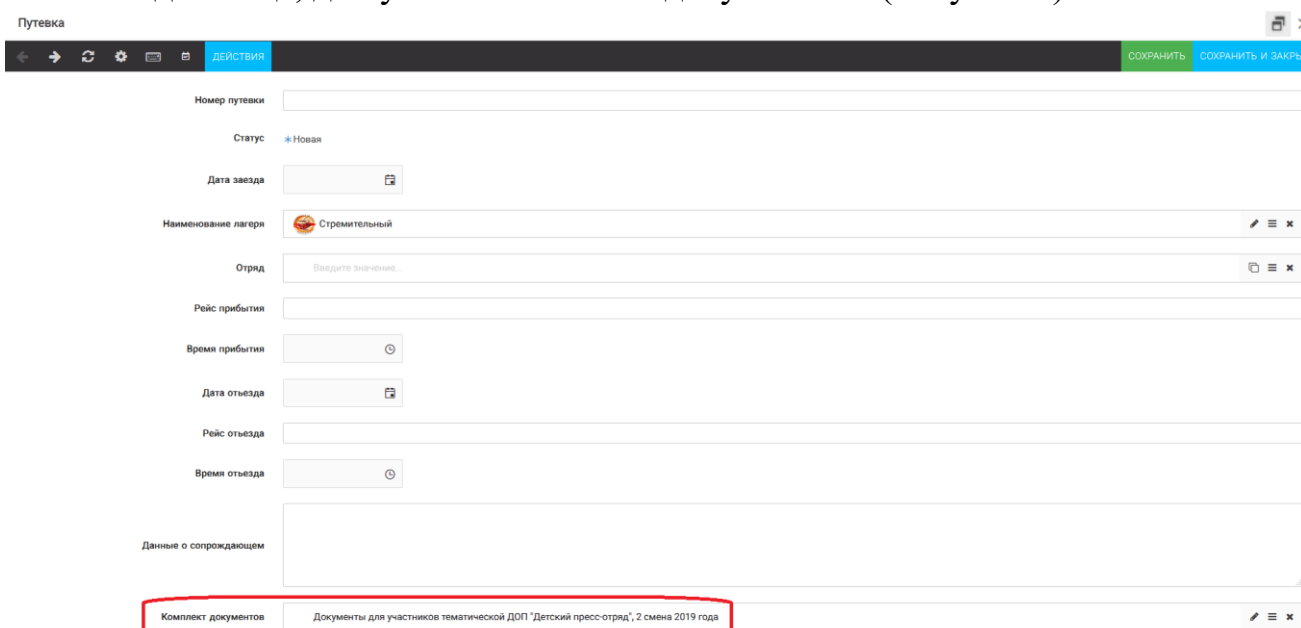 Путевка
ДЕЙСТВИЯ СОХРАНИТЬ СОХРАНИТЬ И ЗАКРЫ
Номер путевки
Статус Новая
Дата заезда
Наименование лагеря Стремительный
Отряд Введите значение...
Рейс прибытия
Время прибытия
Дата отъезда
Рейс отъезда
Время отъезда
Данные о сопрождающем
Комплект документов Документы для участников тематической ДОП "Детский пресс-отряд", 2 смена 2019 года